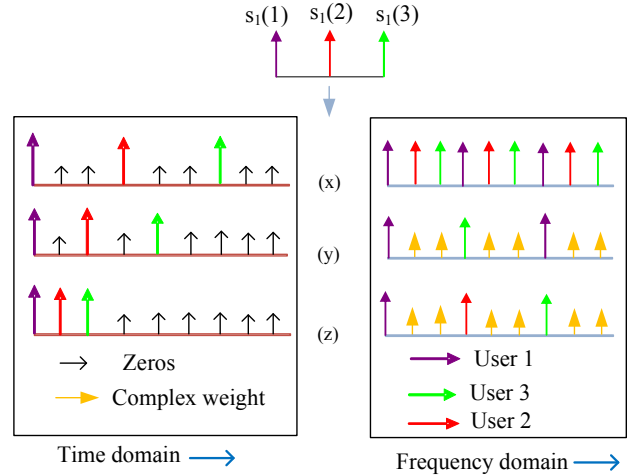 s₁(1) s₁(2) s₁(3)
(x)
(y)
(z)
Zeros
Complex weight
User 1
User 3
User 2
Time domain
Frequency domain